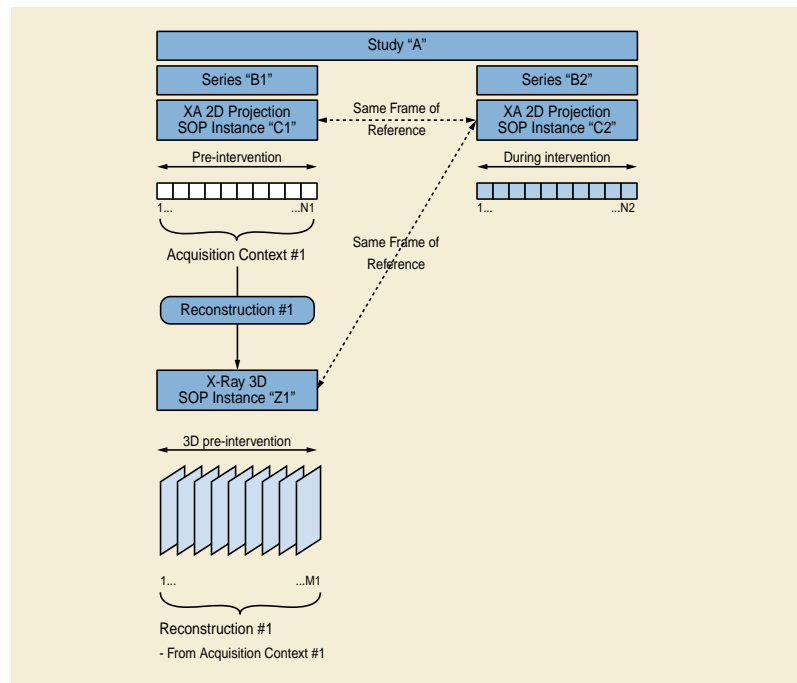 Study “A”
Series “B1”
Series “B2”
XA 2D Projection
SOP Instance “C1”
Same Frame of
Reference
XA 2D Projection
SOP Instance “C2”
Pre-intervention
During intervention
1...
...N1
1...
...N2
Acquisition Context #1
Same Frame of
Reference
Reconstruction #1
X-Ray 3D
SOP Instance “Z1”
3D pre-intervention
1...
...M1
Reconstruction #1
- From Acquisition Context #1